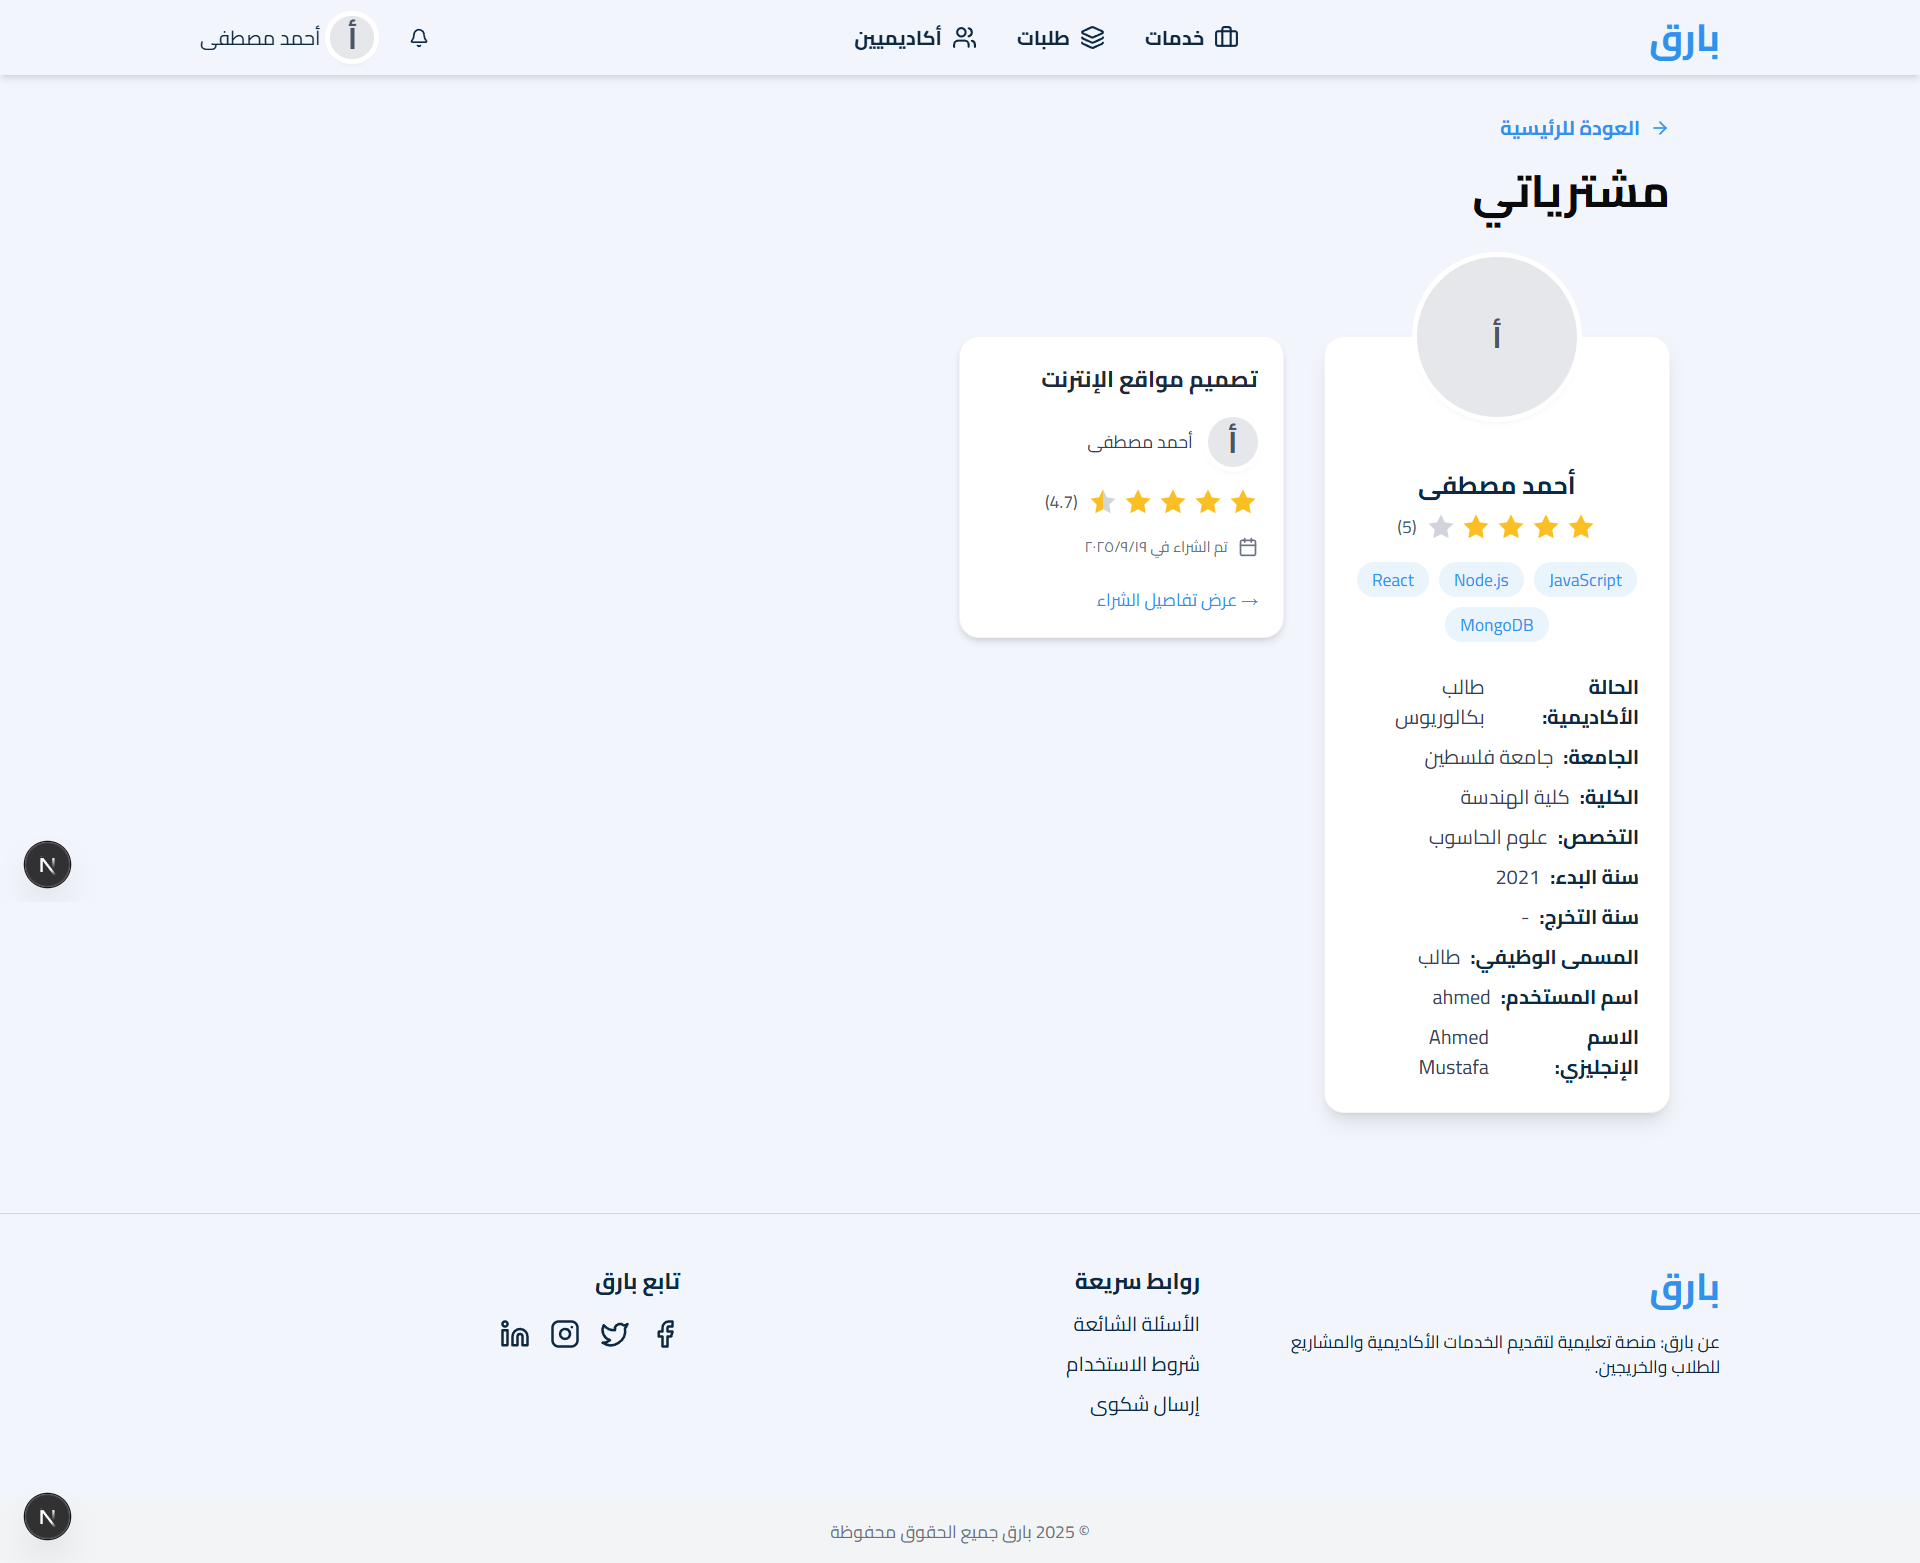 بارق
خدمات
طلبات
أكاديميين
أ
أحمد مصطفى
العودة للرئيسية
مشترياتي
أ
أحمد مصطفى
(5)
JavaScript
Node.js
React
MongoDB
الحالة الأكاديمية: طالب بكالوريوس
الجامعة: جامعة فلسطين
الكلية: كلية الهندسة
التخصص: علوم الحاسوب
سنة البدء: 2021
سنة التخرج: -
المسمى الوظيفي: طالب
اسم المستخدم: ahmed
الاسم الإنجليزي: Ahmed Mustafa
تصميم مواقع الإنترنت
أ
أحمد مصطفى
(4.7)
تم الشراء في ٢٠٢٥/٩/١٩
→ عرض تفاصيل الشراء
بارق
عن بارق: منصة تعليمية لتقديم الخدمات الأكاديمية والمشاريع
للطلاب والخريجين.
روابط سريعة
الأسئلة الشائعة
شروط الاستخدام
إرسال شكوى
تابع بارق
© 2025 بارق جميع الحقوق محفوظة
N
N